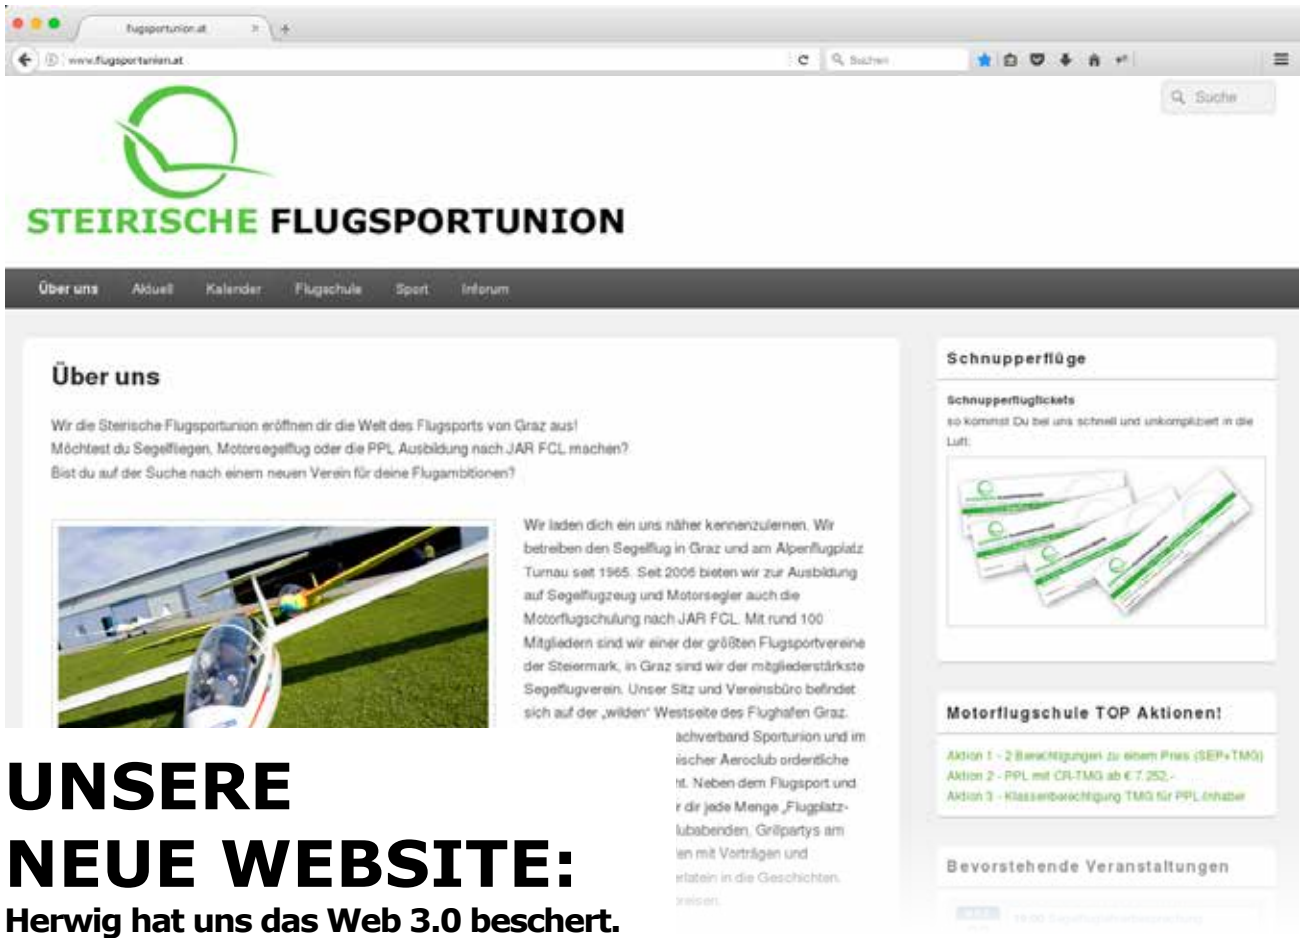 flugsportunion.at
www.flugsportunion.at
Suchen
Suche
STEIRISCHE FLUGSPORTUNION
Über uns Aktuell Kalender Flugschule Sport Inforum
Über uns
Wir die Steirische Flugsportunion eröffnen dir die Welt des Flugsports von Graz aus!
Möchtest du Segelfliegen, Motorsegelflug oder die PPL Ausbildung nach JAR FCL machen?
Bist du auf der Suche nach einem neuen Verein für deine Flugambitionen?
Wir laden dich ein uns näher kennenzulernen. Wir
betreiben den Segelflug in Graz und am Alpenflugplatz
Turnau seit 1965. Seit 2006 bieten wir zur Ausbildung
auf Segelflugzeug und Motorsegler auch die
Motorflugschulung nach JAR FCL. Mit rund 100
Mitgliedern sind wir einer der größten Flugsportvereine
der Steiermark, in Graz sind wir der mitgliederstärkste
Segelflugverein. Unser Sitz und Vereinsbüro befindet
sich auf der „wilden“ Westseite des Flughafen Graz.
achverband Sportunion und im
ischer Aeroclub ordentliche
ht. Neben dem Flugsport und
r dir jede Menge „Flugplatz-
lubabenden, Grillpartys am
en mit Vorträgen und
erlatein in die Geschichten.
preisen.
Schnupperflüge
Schnupperflugtickets
so kommst Du bei uns schnell und unkompliziert in die
Luft:
Motorflugschule TOP Aktionen!
Aktion 1 - 2 Berechtigungen zu einem Preis (SEP+TMG)
Aktion 2 - PPL mit CR-TMG ab € 7.252,-
Aktion 3 - Klassenberechtigung TMG für PPL-Inhaber
Bevorstehende Veranstaltungen
UNSERE
NEUE WEBSITE:
Herwig hat uns das Web 3.0 beschert.